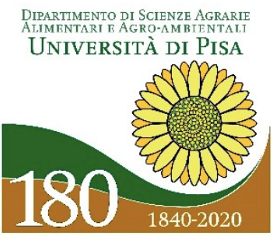 DIPARTIMENTO DI SCIENZE AGRARIE
ALIMENTARI E AGRO-AMBIENTALI
UNIVERSITÀ DI PISA
180
1840-2020